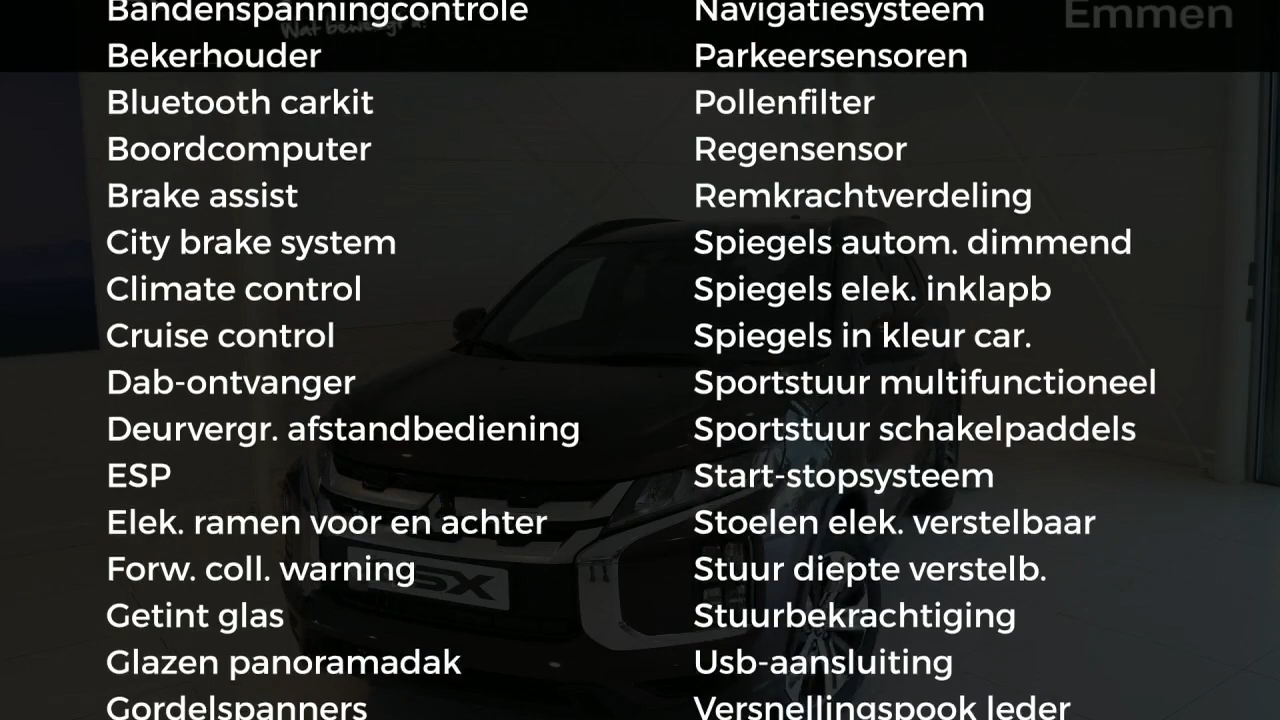 Bandenspanningcontrole
Bekerhouder
Bluetooth carkit
Boordcomputer
Brake assist
City brake system
Climate control
Cruise control
Dab-ontvanger
Deurvergr. afstandbediening
ESP
Elek. ramen voor en achter
Forw. coll. warning
Getint glas
Glazen panoramadak
Gordelspanners
Navigatiesysteem
Parkeersensoren
Pollenfilter
Regensensor
Remkrachtverdeling
Spiegels autom. dimmend
Spiegels elek. inklapb
Spiegels in kleur car.
Sportstuur multifunctioneel
Sportstuur schakelpaddels
Start-stopsysteem
Stoelen elek. verstelbaar
Stuur diepte verstelb.
Stuurbekrachtiging
Usb-aansluiting
Versnellingspook leder
Emmen